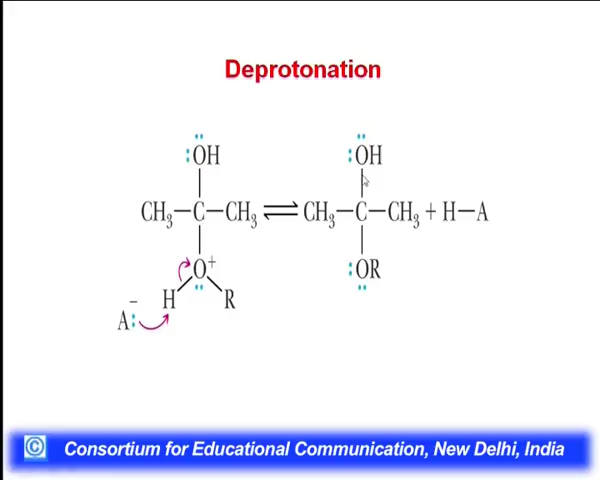 Deprotonation
:OH :OH
CH₃—C—CH₃ ⇌ CH₃—C—CH₃ + H—A
O⁺ :OR
H R
A:⁻
© Consortium for Educational Communication, New Delhi, India